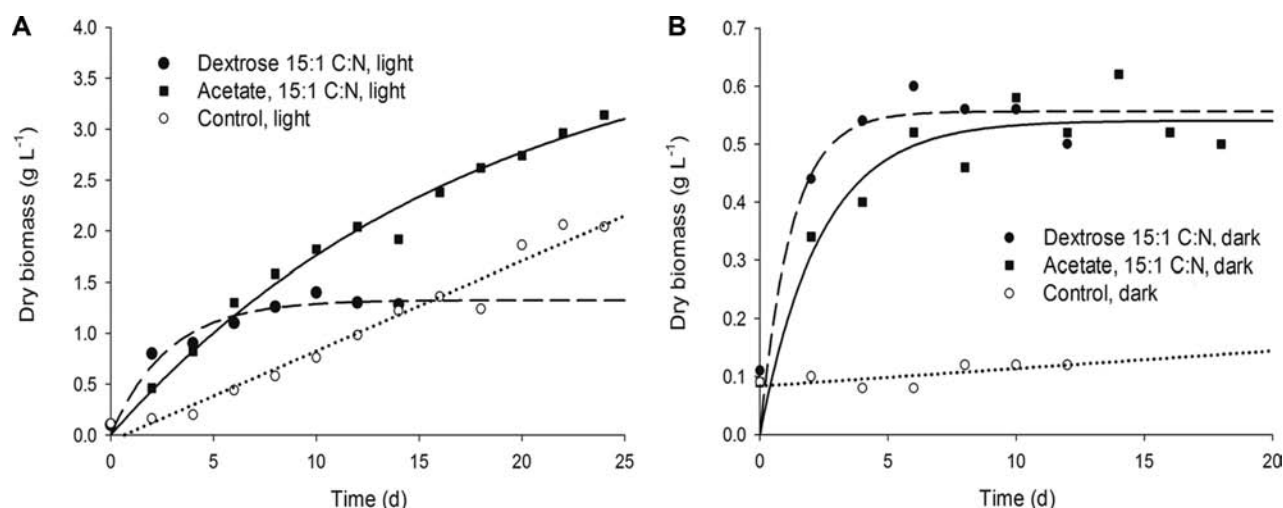 A
Dextrose 15:1 C:N, light
Acetate, 15:1 C:N, light
Control, light
Dry biomass (g L⁻¹)
4.0
3.5
3.0
2.5
2.0
1.5
1.0
0.5
0.0
0 5 10 15 20 25
Time (d)
B
Dextrose 15:1 C:N, dark
Acetate, 15:1 C:N, dark
Control, dark
Dry biomass (g L⁻¹)
0.7
0.6
0.5
0.4
0.3
0.2
0.1
0.0
0 5 10 15 20
Time (d)